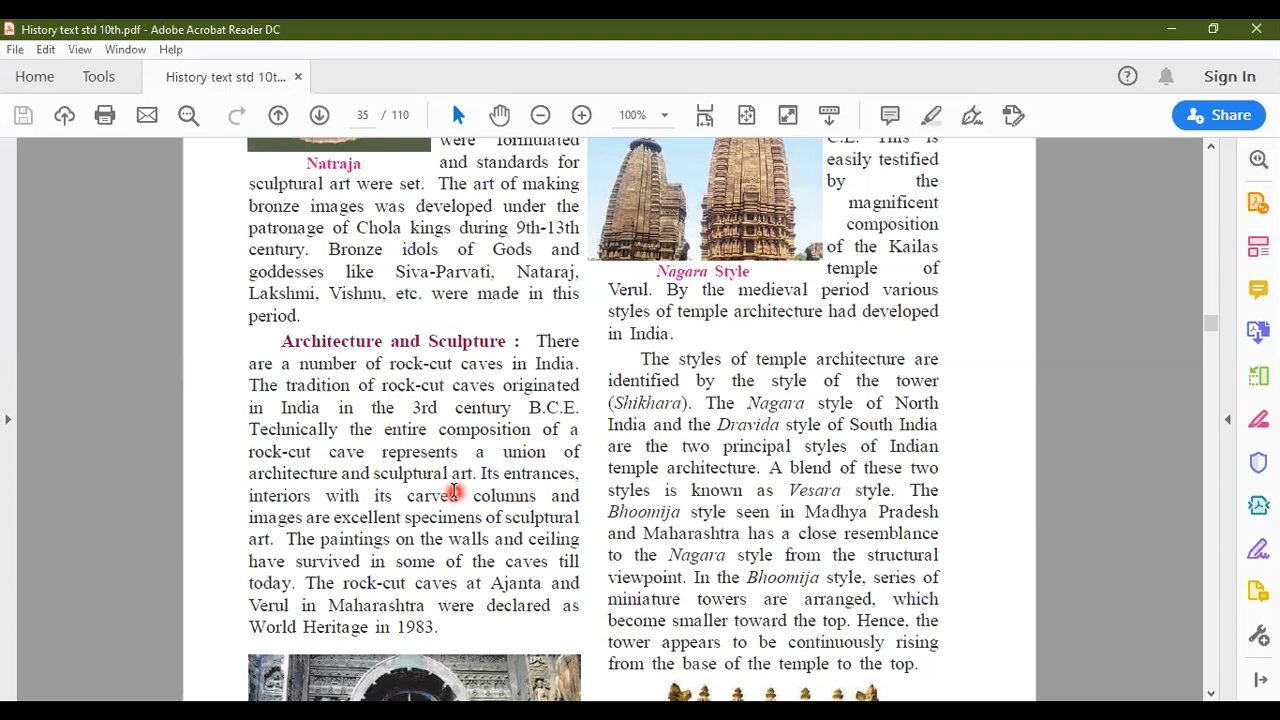 History text std 10th.pdf - Adobe Acrobat Reader DC
File Edit View Window Help
Home Tools History text std 10t... × Sign In
35 / 110 100% Share
were formulated
Natraja and standards for
sculptural art were set. The art of making
bronze images was developed under the
patronage of Chola kings during 9th-13th
century. Bronze idols of Gods and
goddesses like Siva-Parvati, Nataraj,
Lakshmi, Vishnu, etc. were made in this
period.
Architecture and Sculpture : There
are a number of rock-cut caves in India.
The tradition of rock-cut caves originated
in India in the 3rd century B.C.E.
Technically the entire composition of a
rock-cut cave represents a union of
architecture and sculptural art. Its entrances,
interiors with its carved columns and
images are excellent specimens of sculptural
art. The paintings on the walls and ceiling
have survived in some of the caves till
today. The rock-cut caves at Ajanta and
Verul in Maharashtra were declared as
World Heritage in 1983.
C.E. This is
easily testified
by the
magnificent
composition
of the Kailas
Nagara Style temple of
Verul. By the medieval period various
styles of temple architecture had developed
in India.
The styles of temple architecture are
identified by the style of the tower
(Shikhara). The Nagara style of North
India and the Dravida style of South India
are the two principal styles of Indian
temple architecture. A blend of these two
styles is known as Vesara style. The
Bhoomija style seen in Madhya Pradesh
and Maharashtra has a close resemblance
to the Nagara style from the structural
viewpoint. In the Bhoomija style, series of
miniature towers are arranged, which
become smaller toward the top. Hence, the
tower appears to be continuously rising
from the base of the temple to the top.